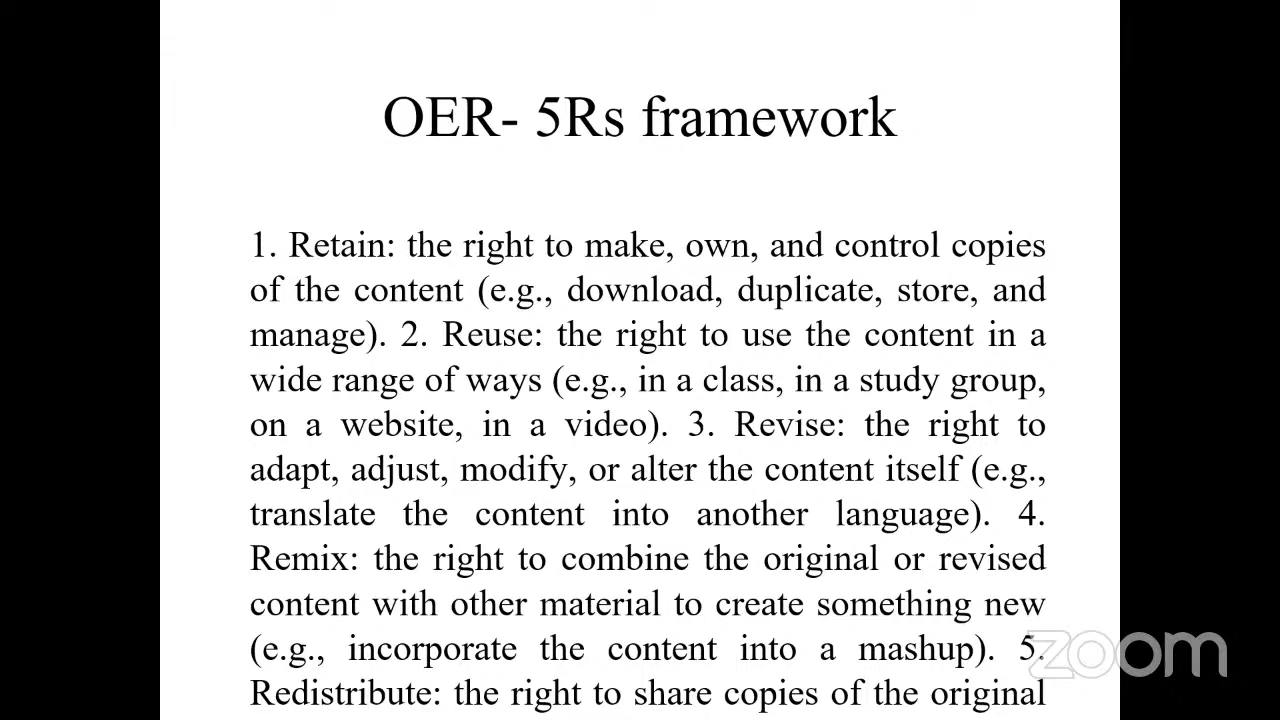 OER- 5Rs framework
1. Retain: the right to make, own, and control copies
of the content (e.g., download, duplicate, store, and
manage). 2. Reuse: the right to use the content in a
wide range of ways (e.g., in a class, in a study group,
on a website, in a video). 3. Revise: the right to
adapt, adjust, modify, or alter the content itself (e.g.,
translate the content into another language). 4.
Remix: the right to combine the original or revised
content with other material to create something new
(e.g., incorporate the content into a mashup). 5.
Redistribute: the right to share copies of the original
zoom